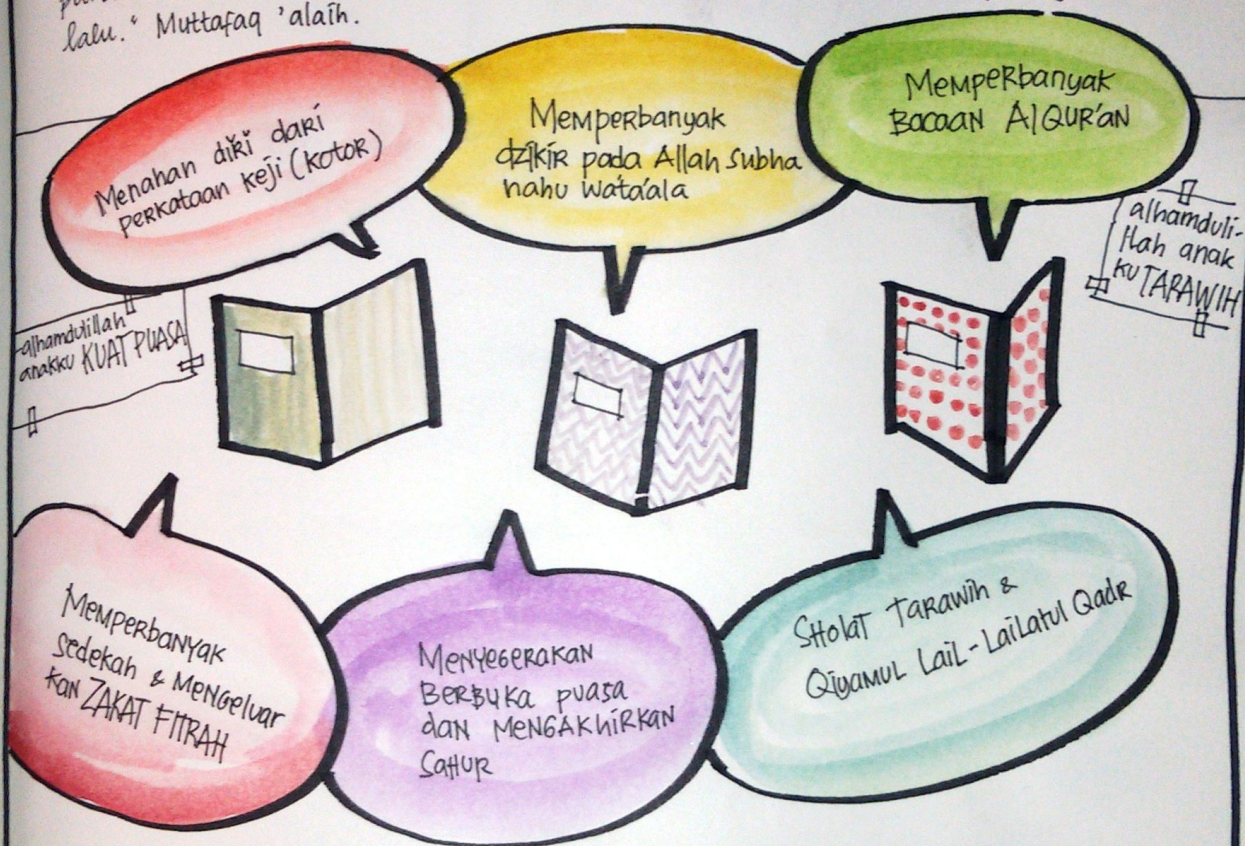 lalu." Muttafaq 'alaih.
Menahan diri dari
perkataan keji (kotor)
Memperbanyak
dzikir pada Allah Subha
nahu wata'ala
Memperbanyak
Bacaan AlQur'an
alhamduli-
llah anak
ku TARAWIH
alhamdulillah
anakku KUAT PUASA
Memperbanyak
sedekah & Mengeluar
kan ZAKAT FITRAH
Menyegerakan
Berbuka puasa
dan Mengakhirkan
Sahur
Sholat Tarawih &
Qiyamul Lail-Lailatul Qadr